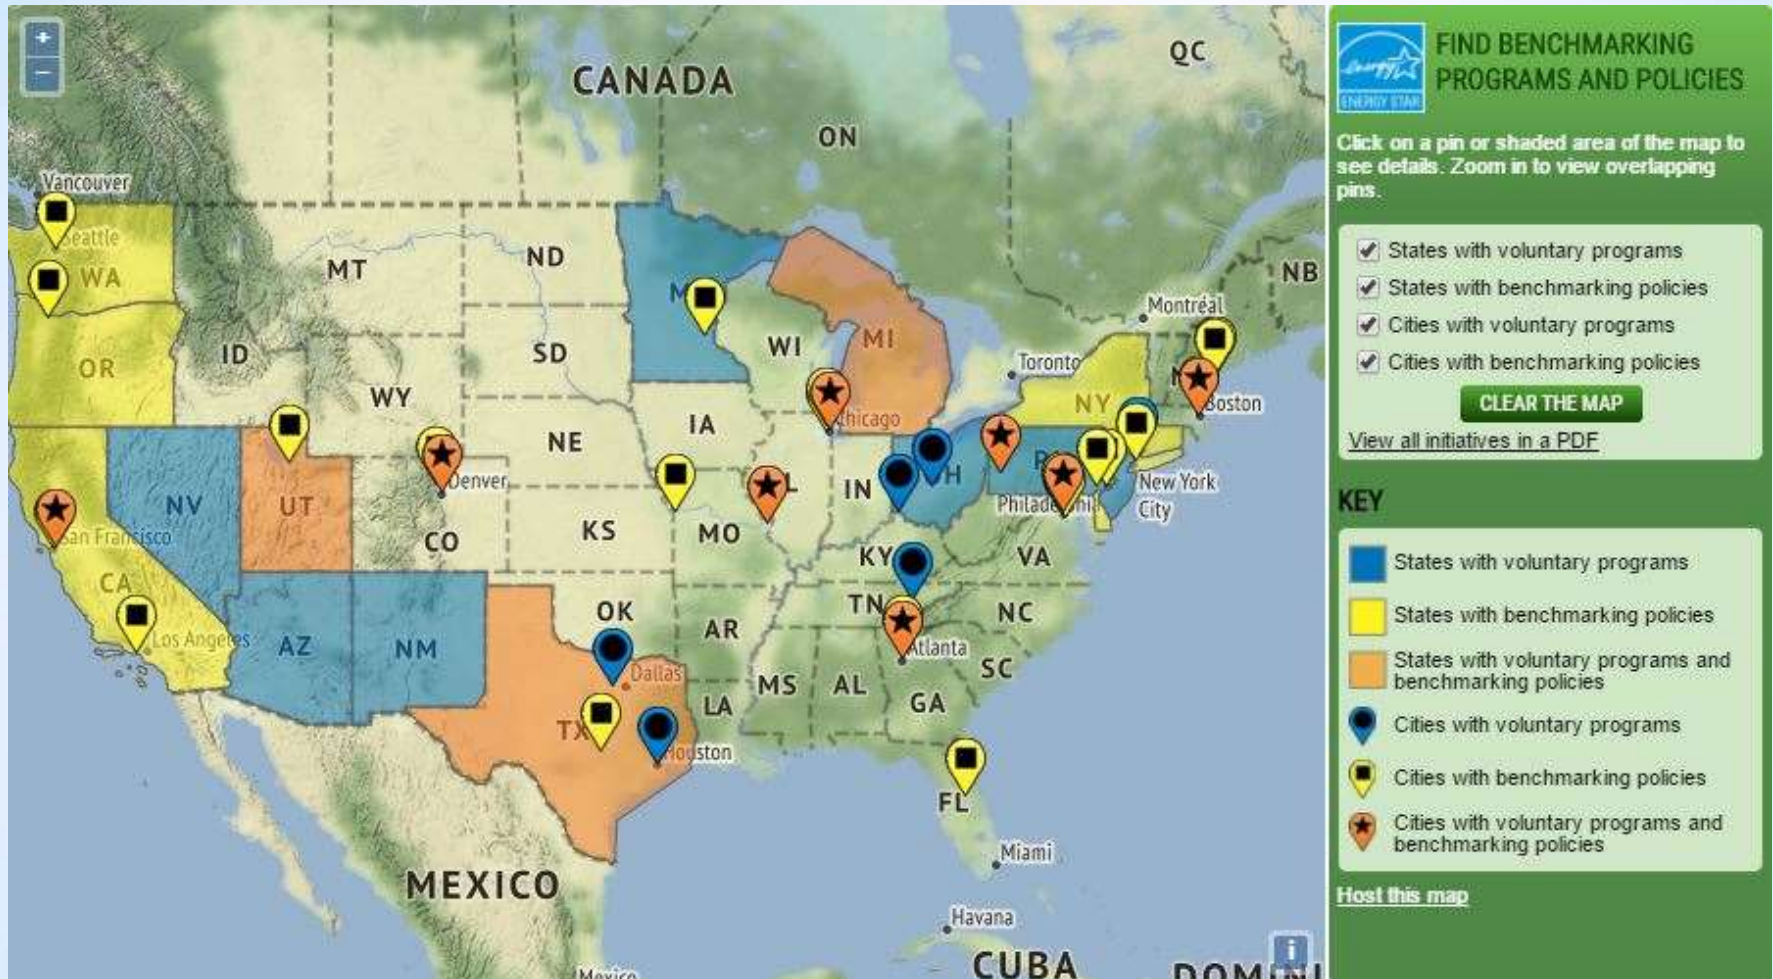 +
−
CANADA
QC
ON
Vancouver
Seattle
WA
MT
ND
NB
Montréal
OR
ID
SD
WI
MI
Toronto
WY
NY
Boston
IA
Chicago
NE
Denver
IN
New York
City
NV
UT
Philadelphia
San Francisco
CO
KS
MO
KY
VA
CA
OK
TN
NC
Los Angeles
AZ
NM
AR
Atlanta
SC
Dallas
MS
AL
GA
LA
TX
Houston
FL
Miami
MEXICO
Havana
CUBA
Mexico
DOMINI
i
energy
ENERGY STAR
FIND BENCHMARKING
PROGRAMS AND POLICIES
Click on a pin or shaded area of the map to
see details. Zoom in to view overlapping
pins.
States with voluntary programs
States with benchmarking policies
Cities with voluntary programs
Cities with benchmarking policies
CLEAR THE MAP
View all initiatives in a PDF
KEY
States with voluntary programs
States with benchmarking policies
States with voluntary programs and
benchmarking policies
Cities with voluntary programs
Cities with benchmarking policies
Cities with voluntary programs and
benchmarking policies
Host this map